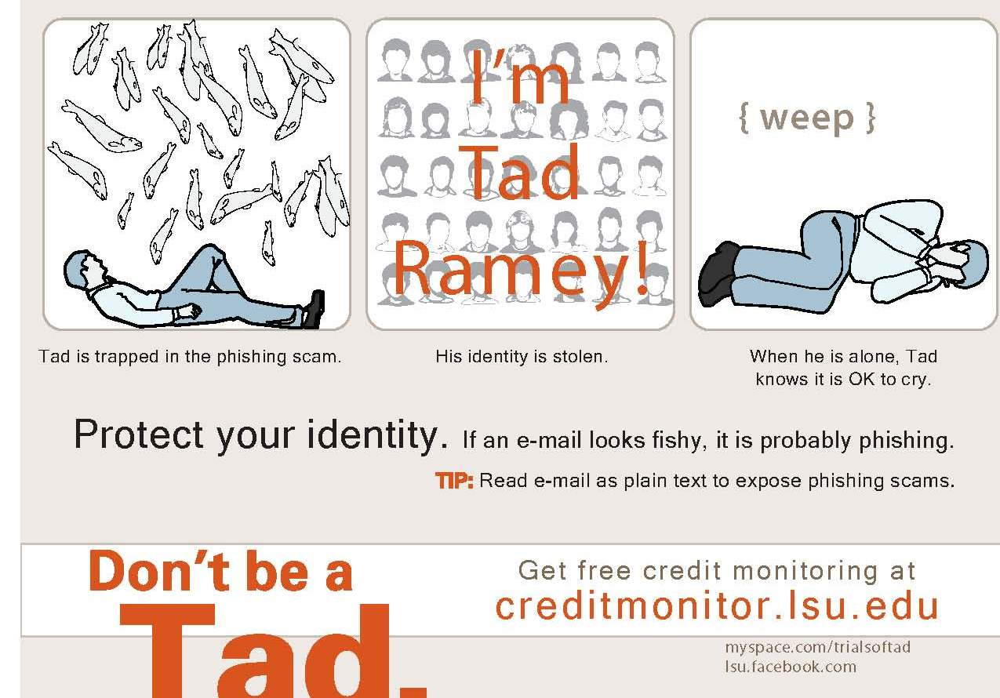 I'm
Tad
Ramey!
{ weep }
Tad is trapped in the phishing scam.
His identity is stolen.
When he is alone, Tad
knows it is OK to cry.
Protect your identity. If an e-mail looks fishy, it is probably phishing.
TIP: Read e-mail as plain text to expose phishing scams.
Don't be a
Tad.
Get free credit monitoring at
creditmonitor.lsu.edu
myspace.com/trialsoftad
lsu.facebook.com